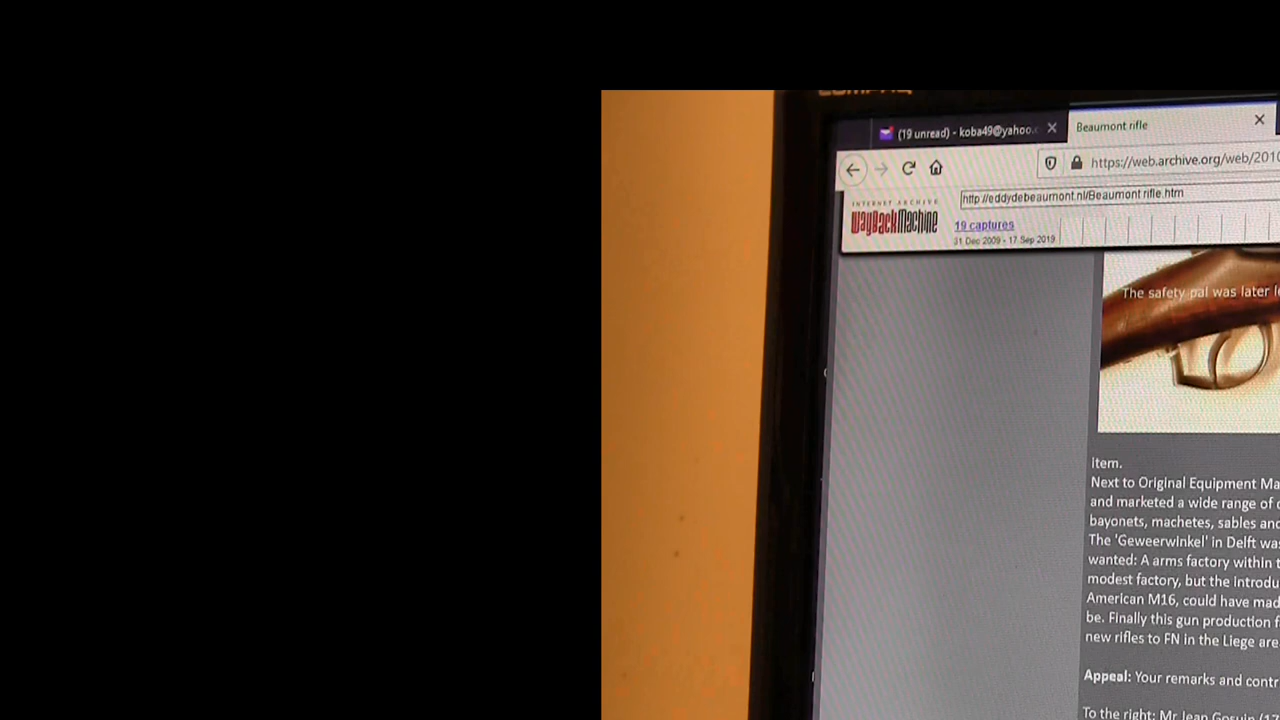 COMPAQ
(19 unread) - koba49@yahoo.c
Beaumont rifle
https://web.archive.org/web/2010
http://eddydebeaumont.nl/Beaumont rifle.htm
INTERNET ARCHIVE
WayBackMachine
19 captures
31 Dec 2009 - 17 Sep 2019
The safety pal was later l
item.
Next to Original Equipment Ma
and marketed a wide range of
bayonets, machetes, sables and
The 'Geweerwinkel' in Delft was
wanted: A arms factory within t
modest factory, but the introdu
American M16, could have mad
be. Finally this gun production f
new rifles to FN in the Liege are
Appeal: Your remarks and contr
To the right: Mr Jean Gosuin (17